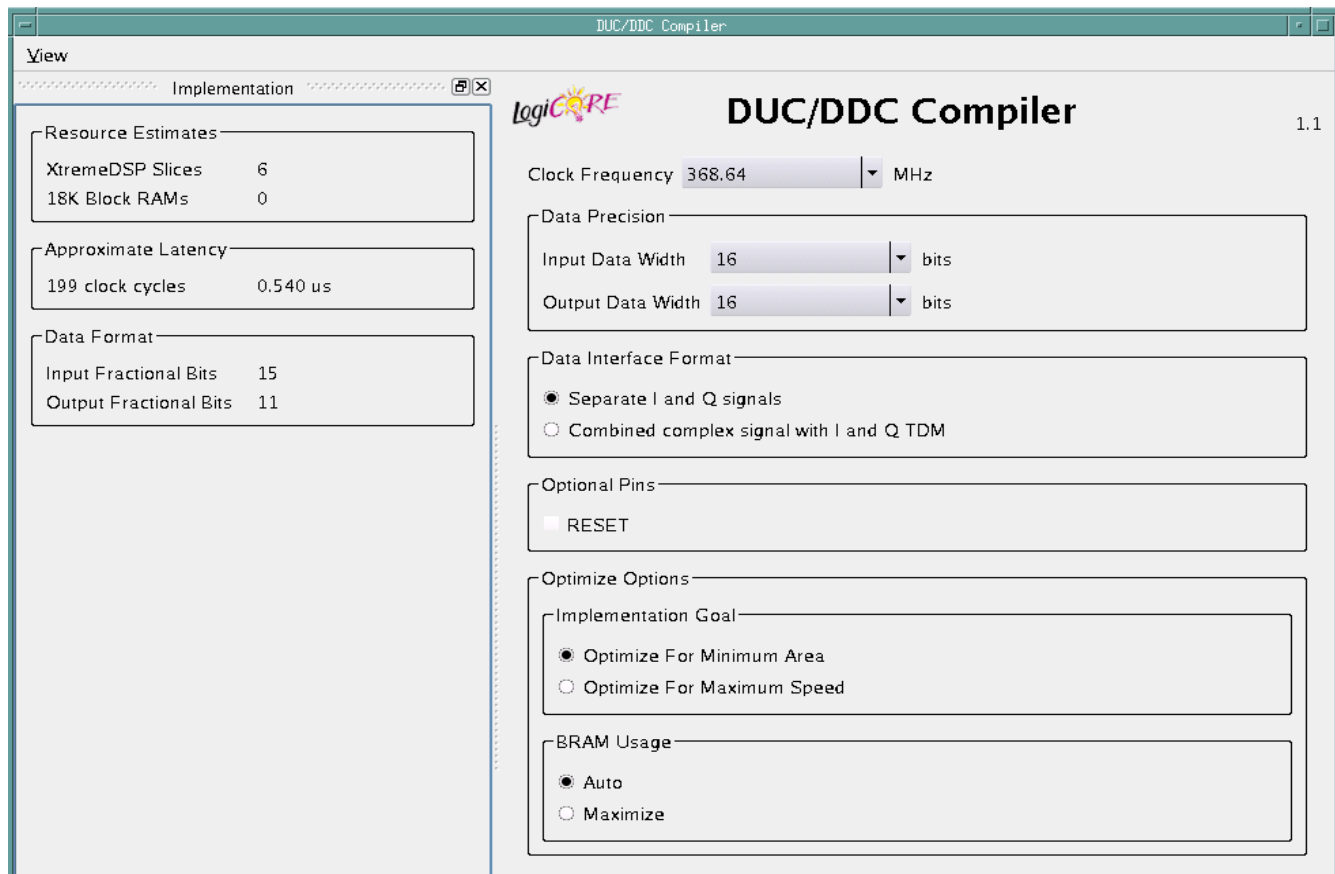 DUC/DDC Compiler
View
Implementation
Resource Estimates
XtremeDSP Slices 6
18K Block RAMs 0
Approximate Latency
199 clock cycles 0.540 us
Data Format
Input Fractional Bits 15
Output Fractional Bits 11
LogiCORE
DUC/DDC Compiler
1.1
Clock Frequency 368.64 MHz
Data Precision
Input Data Width 16 bits
Output Data Width 16 bits
Data Interface Format
Separate I and Q signals
Combined complex signal with I and Q TDM
Optional Pins
RESET
Optimize Options
Implementation Goal
Optimize For Minimum Area
Optimize For Maximum Speed
BRAM Usage
Auto
Maximize